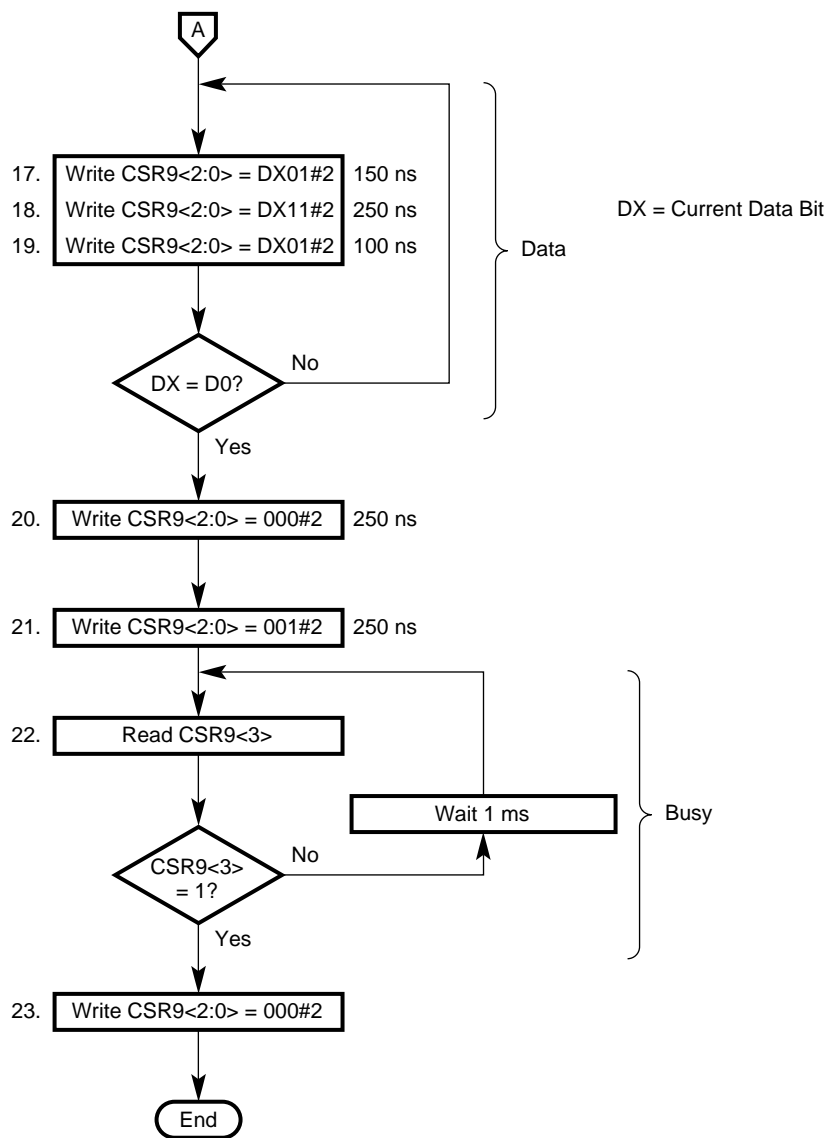 A
17. Write CSR9<2:0> = DX01#2 150 ns
18. Write CSR9<2:0> = DX11#2 250 ns DX = Current Data Bit
19. Write CSR9<2:0> = DX01#2 100 ns
Data
No
DX = D0?
Yes
20. Write CSR9<2:0> = 000#2 250 ns
21. Write CSR9<2:0> = 001#2 250 ns
22. Read CSR9<3>
Wait 1 ms
Busy
No
CSR9<3>
= 1?
Yes
23. Write CSR9<2:0> = 000#2
End